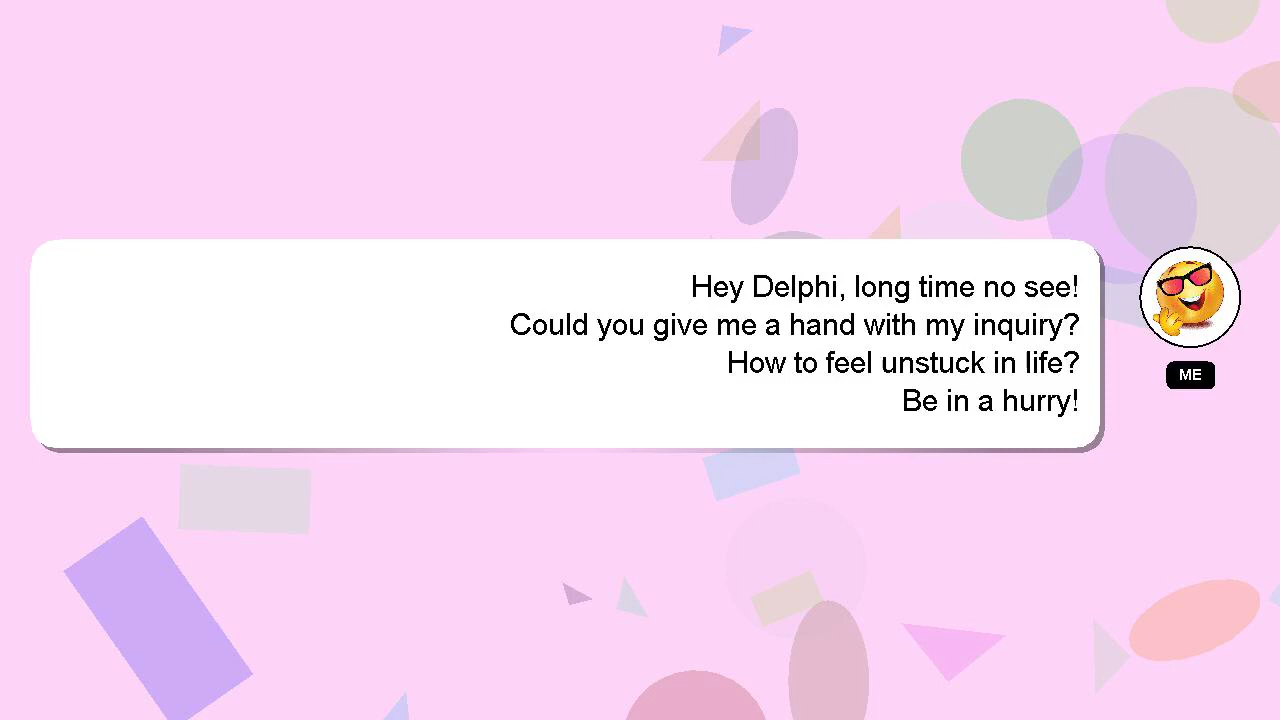 Hey Delphi, long time no see!
Could you give me a hand with my inquiry?
How to feel unstuck in life?
Be in a hurry!
ME